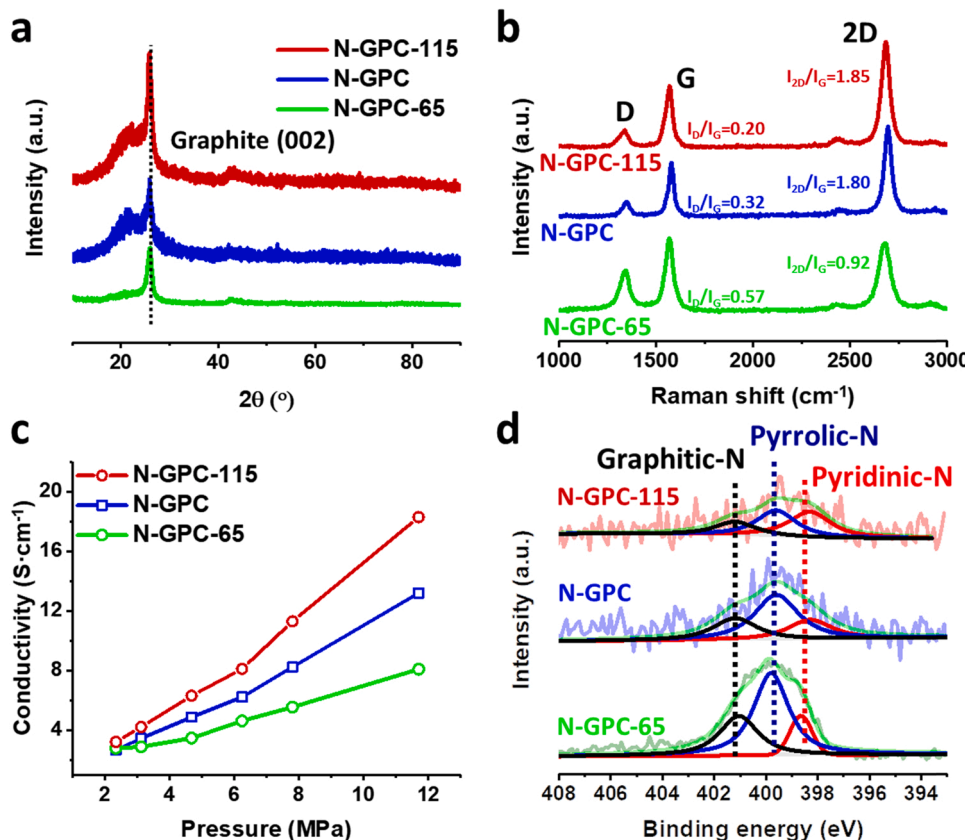 a
N-GPC-115
N-GPC
N-GPC-65
Graphite (002)
Intensity (a.u.)
20
40
60
80
2θ (°)
b
D
G
2D
I2D/IG=1.85
ID/IG=0.20
N-GPC-115
I2D/IG=1.80
ID/IG=0.32
N-GPC
I2D/IG=0.92
ID/IG=0.57
N-GPC-65
Intensity (a.u.)
1000
1500
2000
2500
3000
Raman shift (cm-1)
c
N-GPC-115
N-GPC
N-GPC-65
Conductivity (S·cm-1)
20
16
12
8
4
2
4
6
8
10
12
Pressure (MPa)
d
Pyrrolic-N
Graphitic-N
Pyridinic-N
N-GPC-115
N-GPC
N-GPC-65
Intensity (a.u.)
408 406 404 402 400 398 396 394
Binding energy (eV)